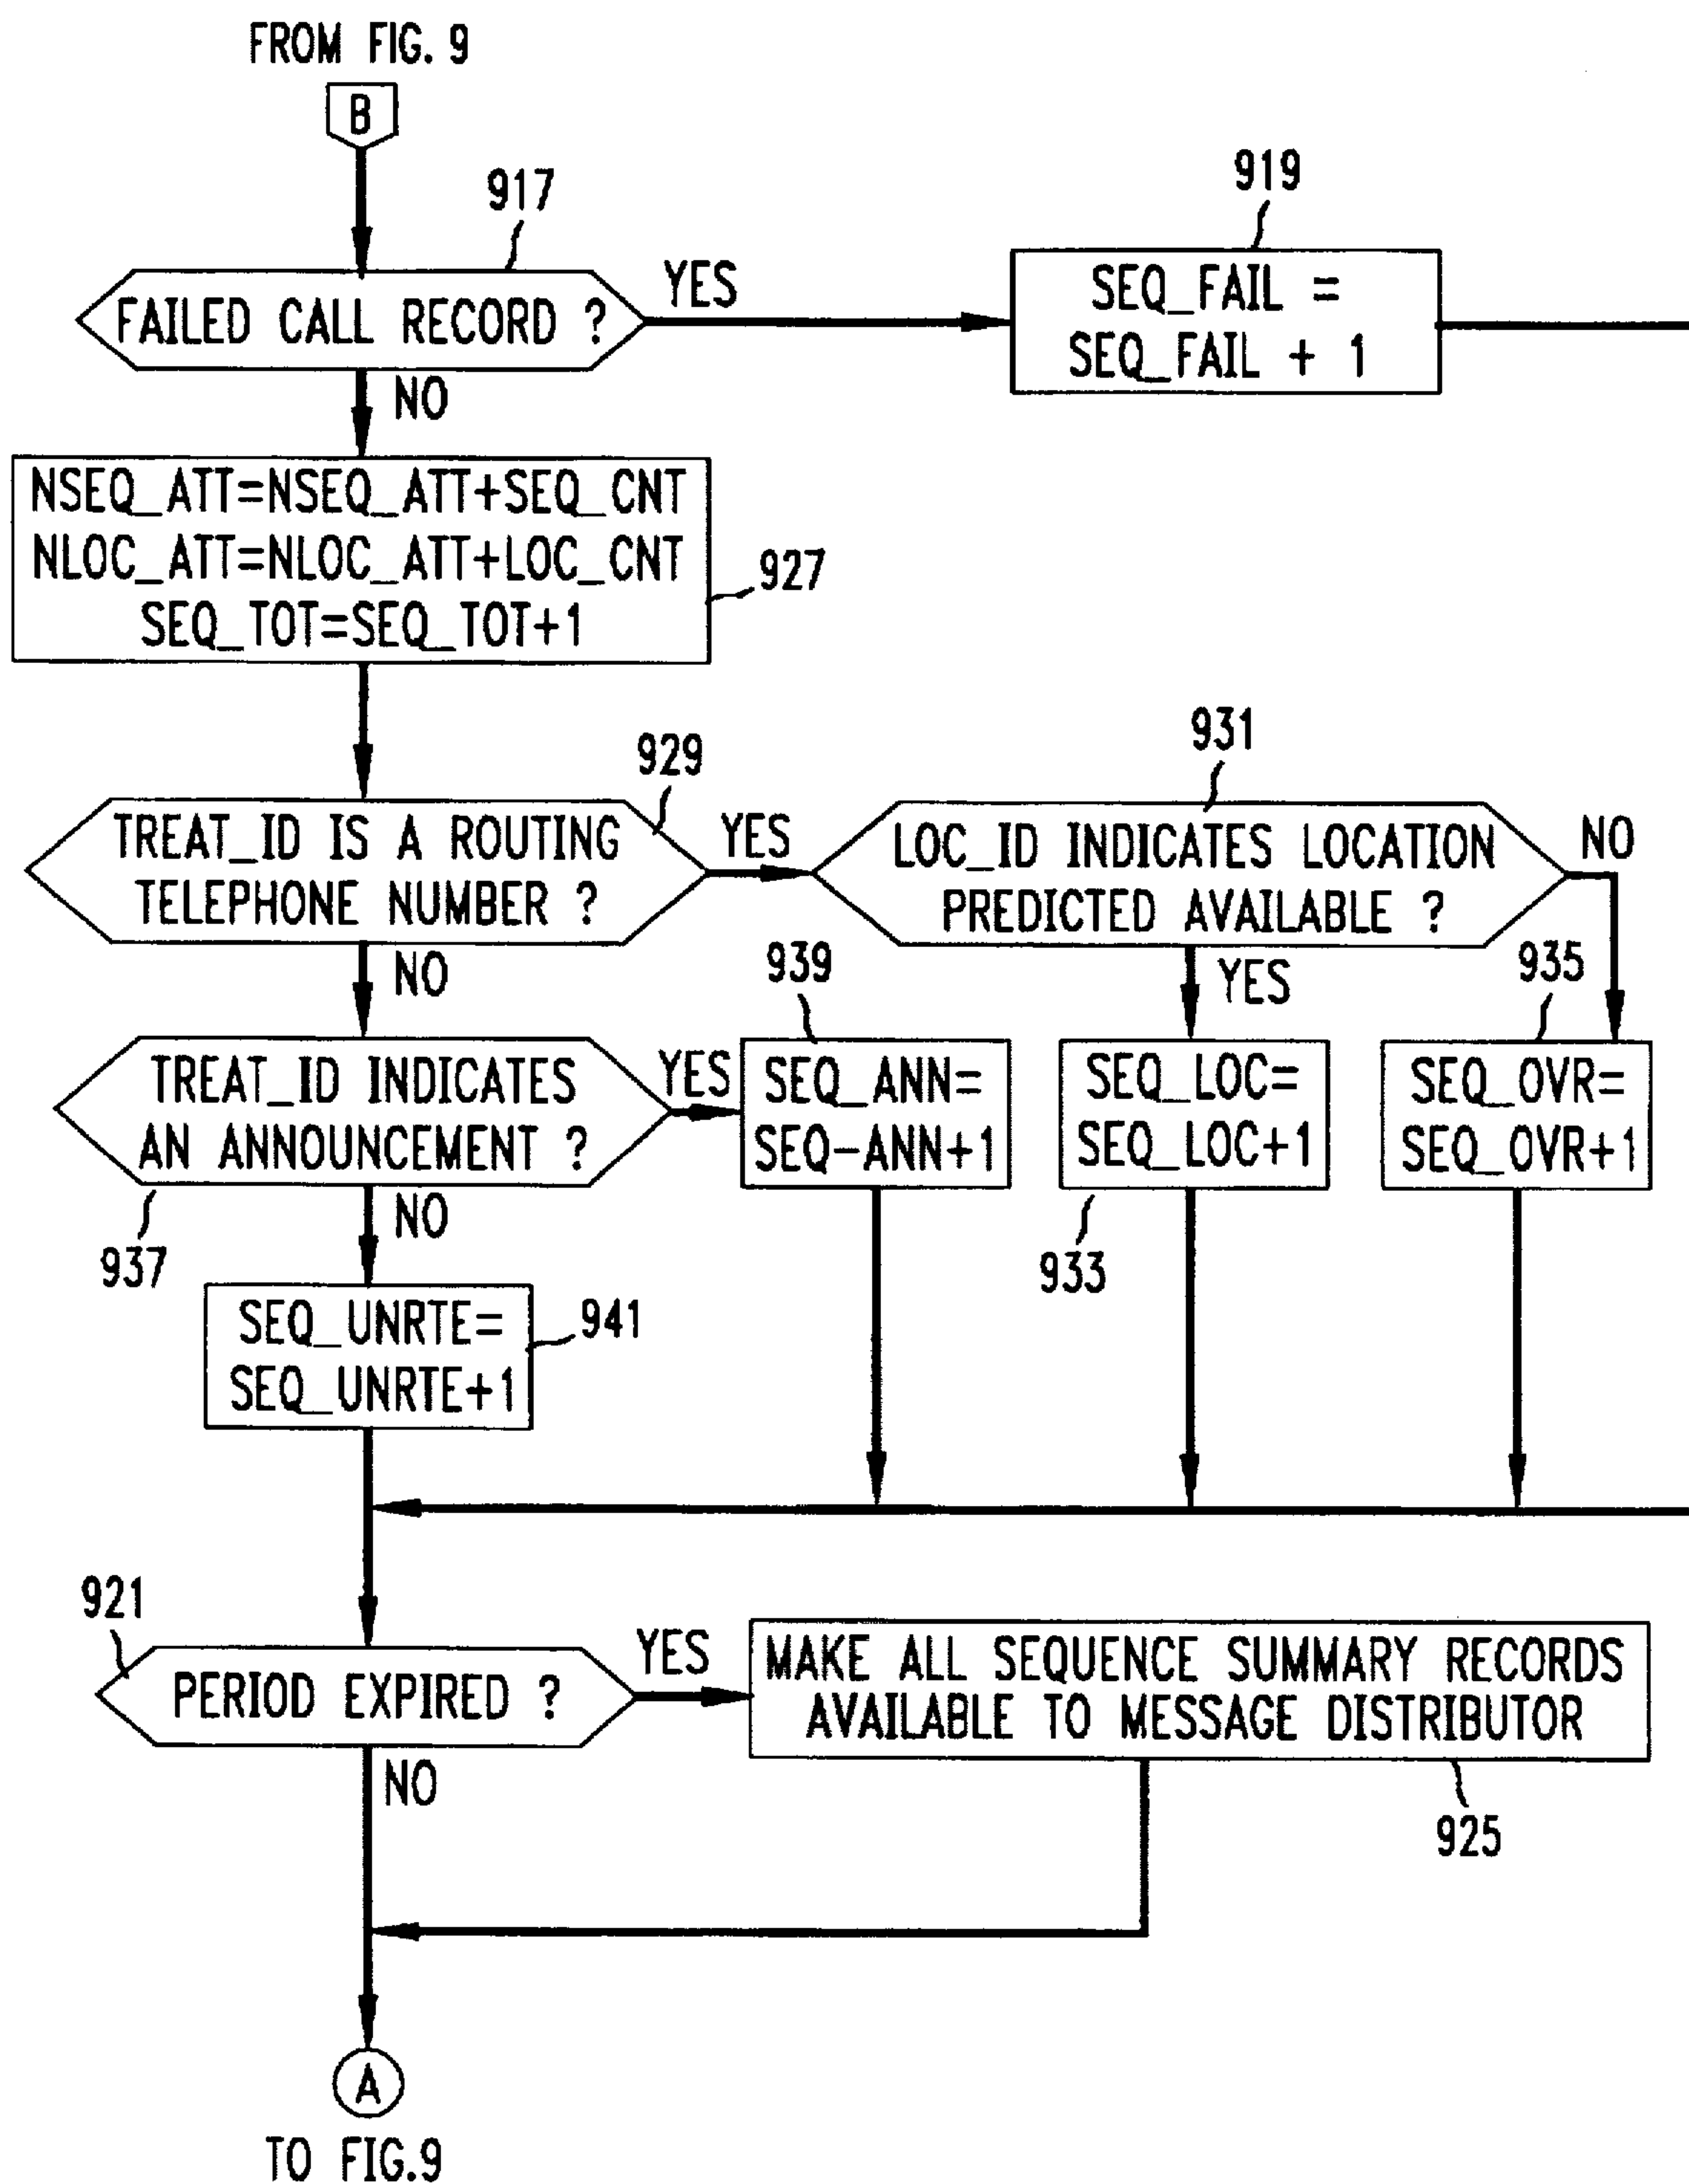 FROM FIG. 9
B
917
919
FAILED CALL RECORD ?
YES
SEQ_FAIL =
SEQ_FAIL + 1
NO
NSEQ_ATT=NSEQ_ATT+SEQ_CNT
NLOC_ATT=NLOC_ATT+LOC_CNT
SEQ_TOT=SEQ_TOT+1
927
929
931
TREAT_ID IS A ROUTING
TELEPHONE NUMBER ?
YES
LOC_ID INDICATES LOCATION
PREDICTED AVAILABLE ?
NO
NO
939
YES
935
TREAT_ID INDICATES
AN ANNOUNCEMENT ?
YES
SEQ_ANN=
SEQ-ANN+1
SEQ_LOC=
SEQ_LOC+1
SEQ_OVR=
SEQ_OVR+1
937
NO
933
SEQ_UNRTE=
SEQ_UNRTE+1
941
921
PERIOD EXPIRED ?
YES
MAKE ALL SEQUENCE SUMMARY RECORDS
AVAILABLE TO MESSAGE DISTRIBUTOR
NO
925
A
TO FIG.9